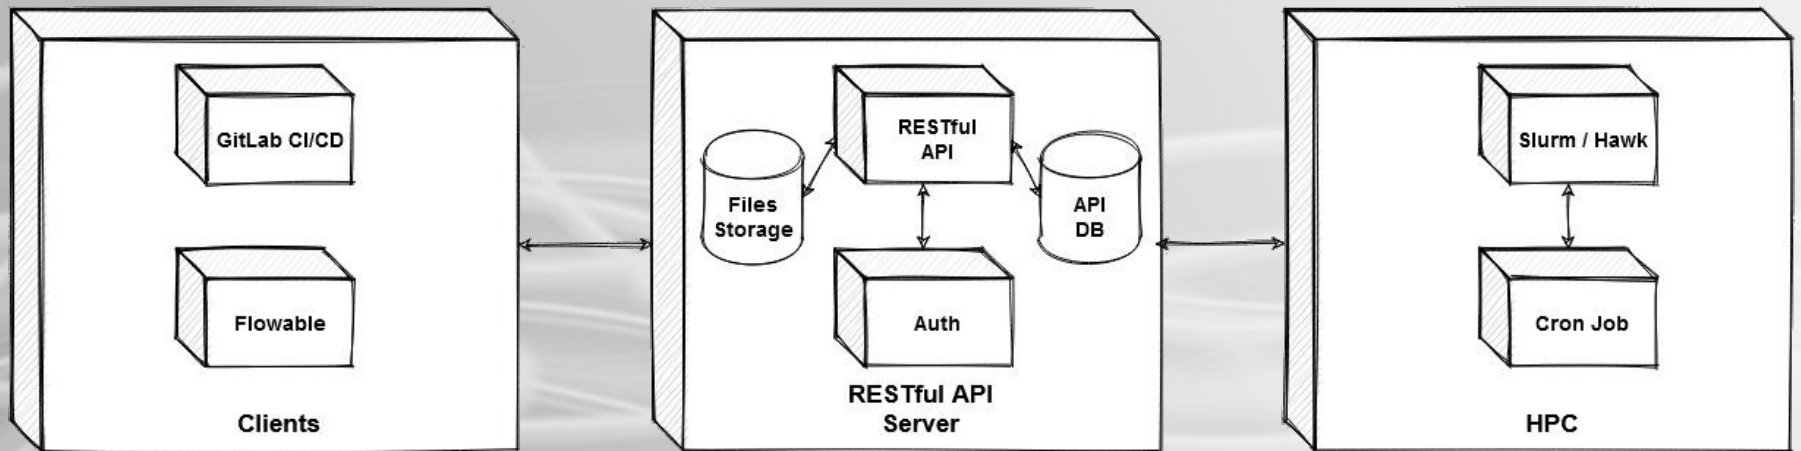 GitLab CI/CD
Flowable
Clients
RESTful
API
Files
Storage
API
DB
Auth
RESTful API
Server
Slurm / Hawk
Cron Job
HPC